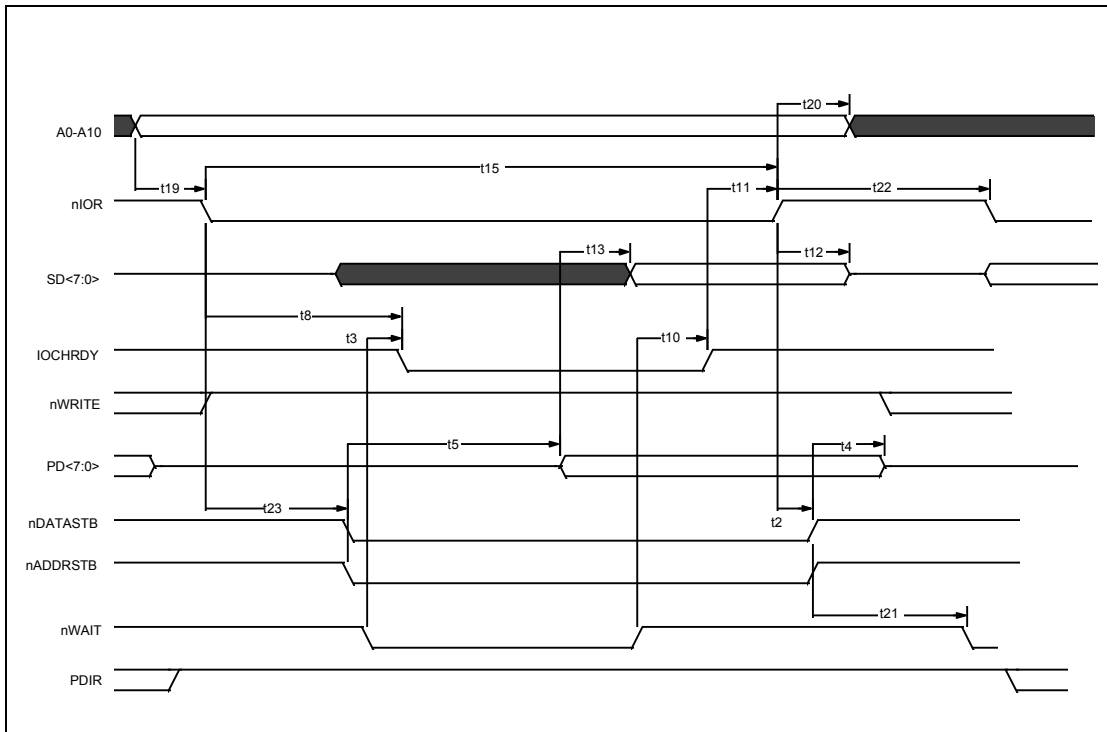 t20
A0-A10
t15
t19
t11
t22
nIOR
t13
t12
SD<7:0>
t8
t3
t10
IOCHRDY
nWRITE
t5
t4
PD<7:0>
t23
t2
nDATASTB
nADDRSTB
t21
nWAIT
PDIR